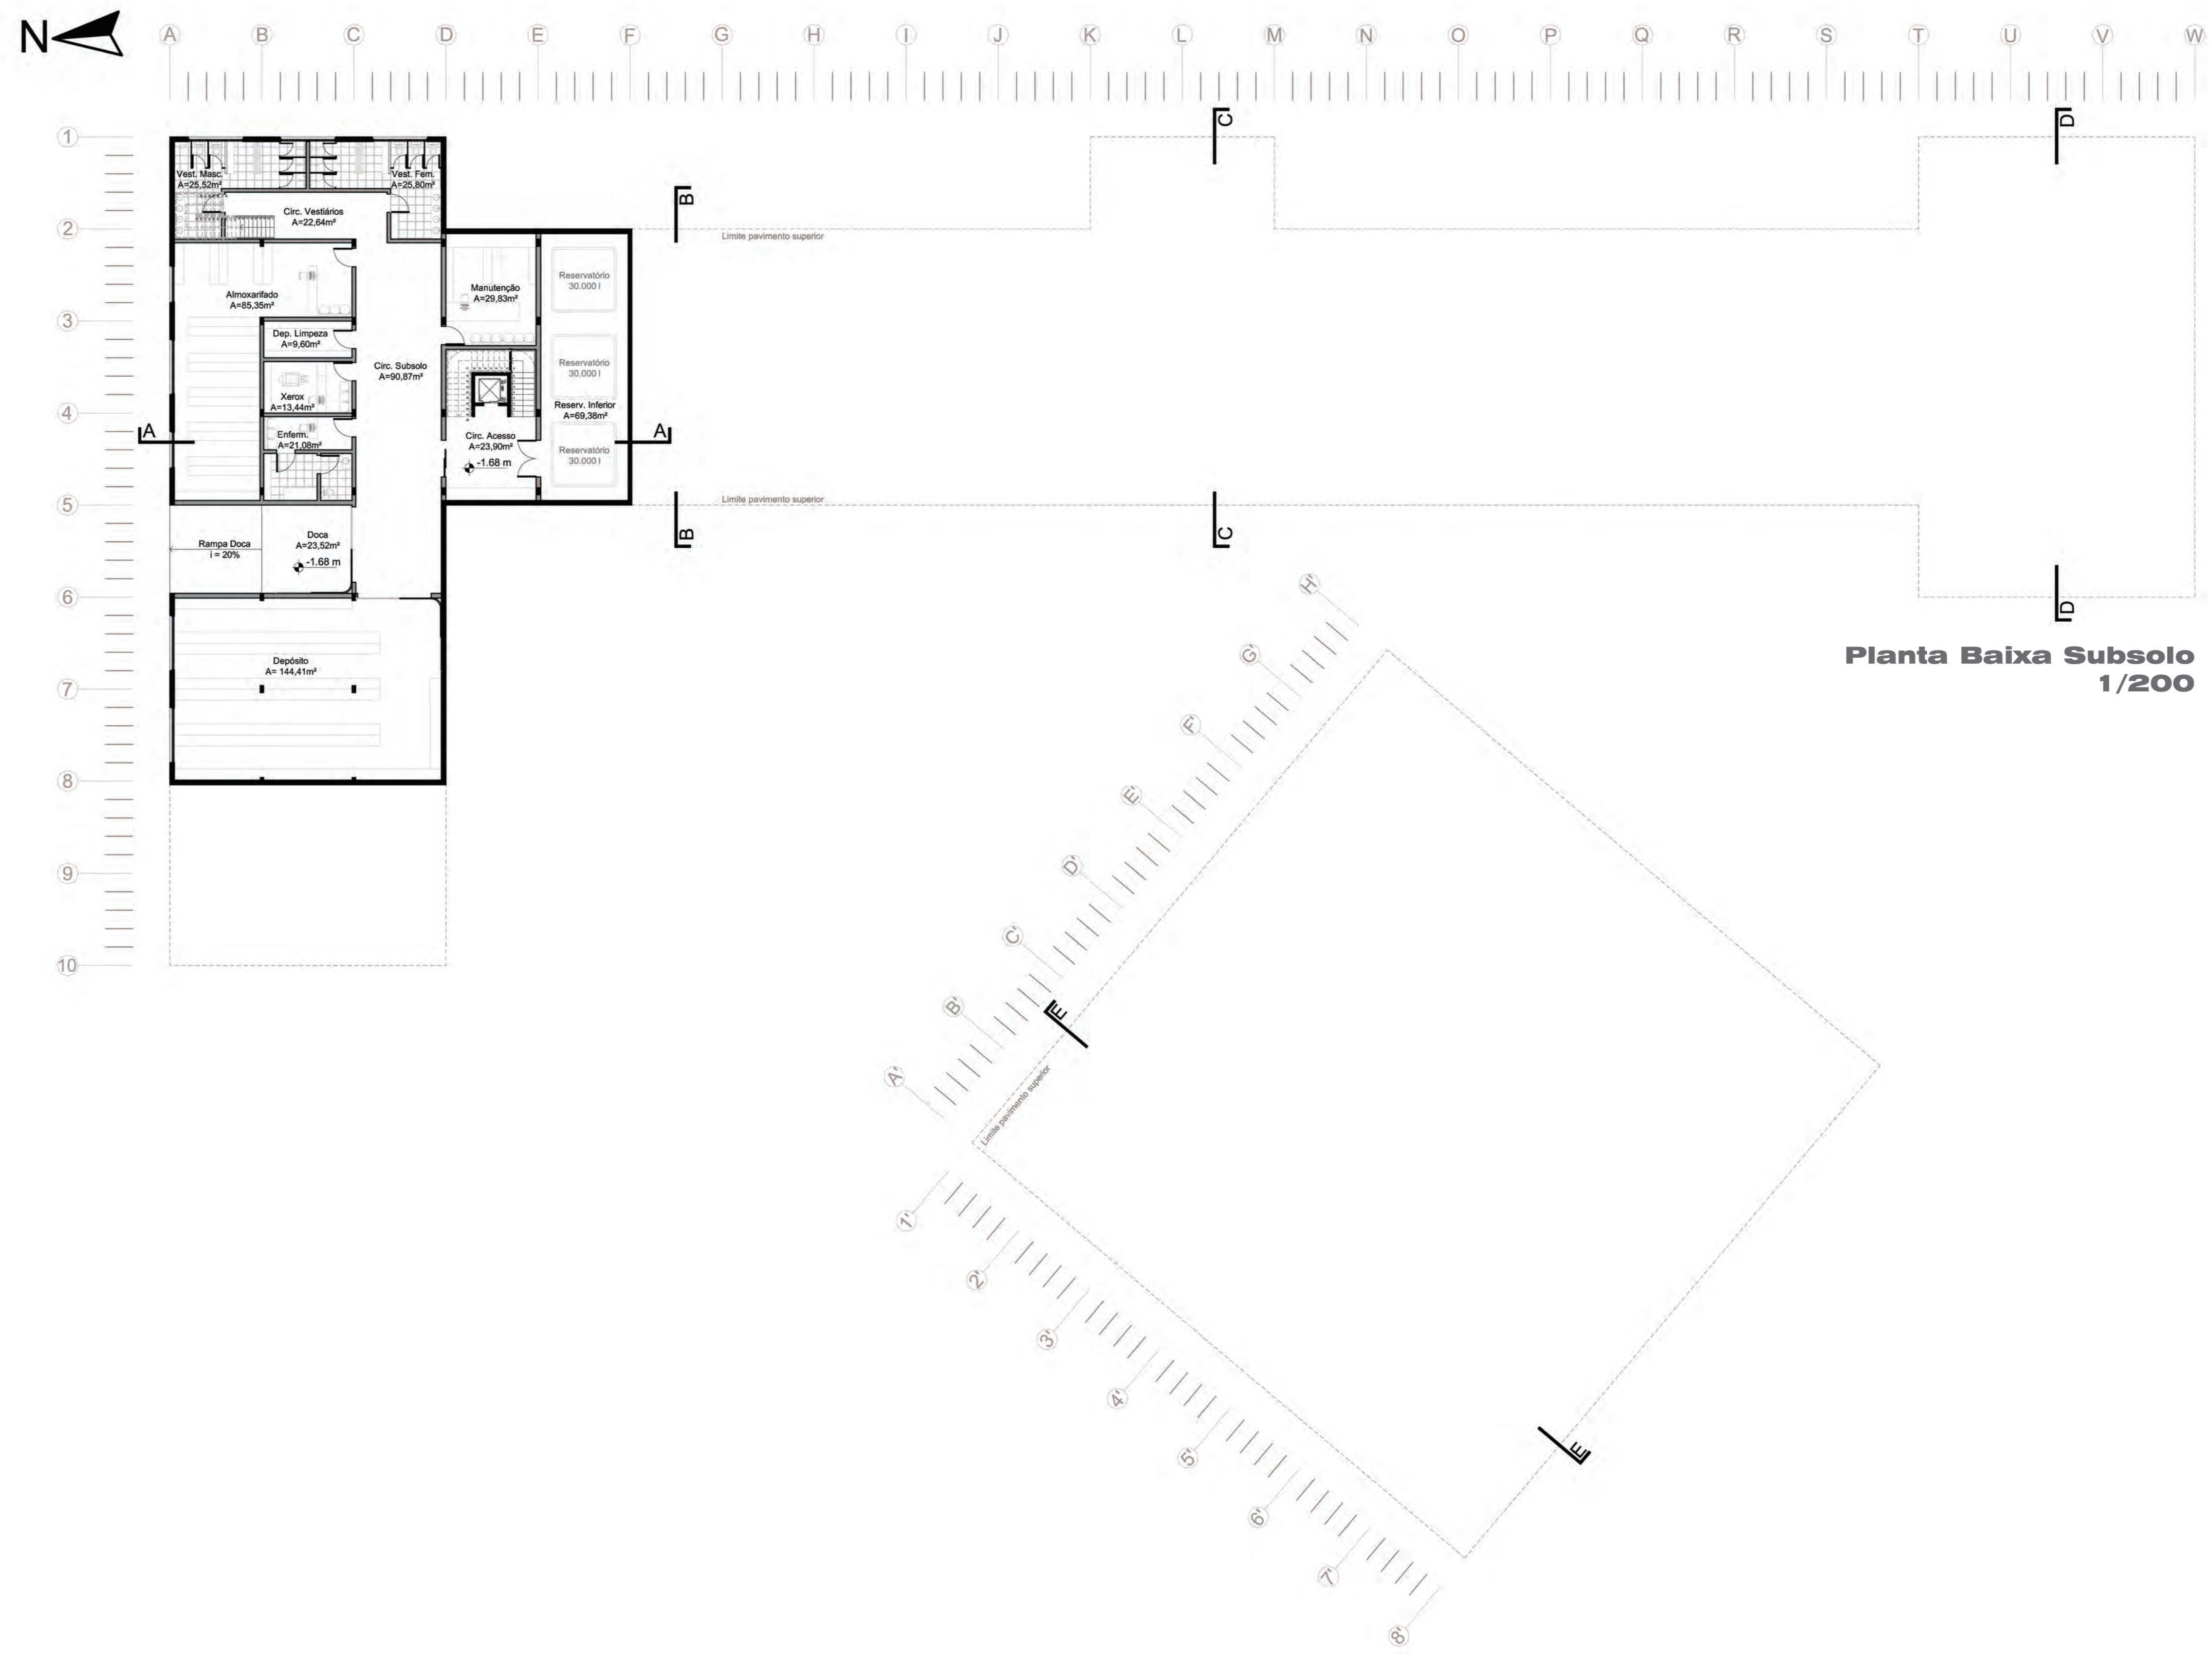 N
A B C D E F G H I J K L M N O P Q R S T U V W
1
2
3
4
5
6
7
8
9
10
Vest. Masc.
A=25,52m²
Vest. Fem.
A=25,80m²
Circ. Vestiários
A=22,64m²
Almoxarifado
A=85,35m²
Dep. Limpeza
A=9,60m²
Xerox
A=13,44m²
Enferm.
A=21,08m²
Circ. Subsolo
A=90,87m²
Manutenção
A=29,83m²
Reservatório
30.000 l
Reservatório
30.000 l
Reserv. Inferior
A=69,38m²
Reservatório
30.000 l
Circ. Acesso
A=23,90m²
-1.68 m
Rampa Doca
i = 20%
Doca
A=23,52m²
-1.68 m
Depósito
A= 144,41m²
A
A
B
B
C
C
D
D
Limite pavimento superior
Limite pavimento superior
Planta Baixa Subsolo
1/200
H'
G'
F'
E'
D'
C'
B'
A'
E
Limite pavimento superior
1'
2'
3'
4'
5'
6'
7'
8'
E